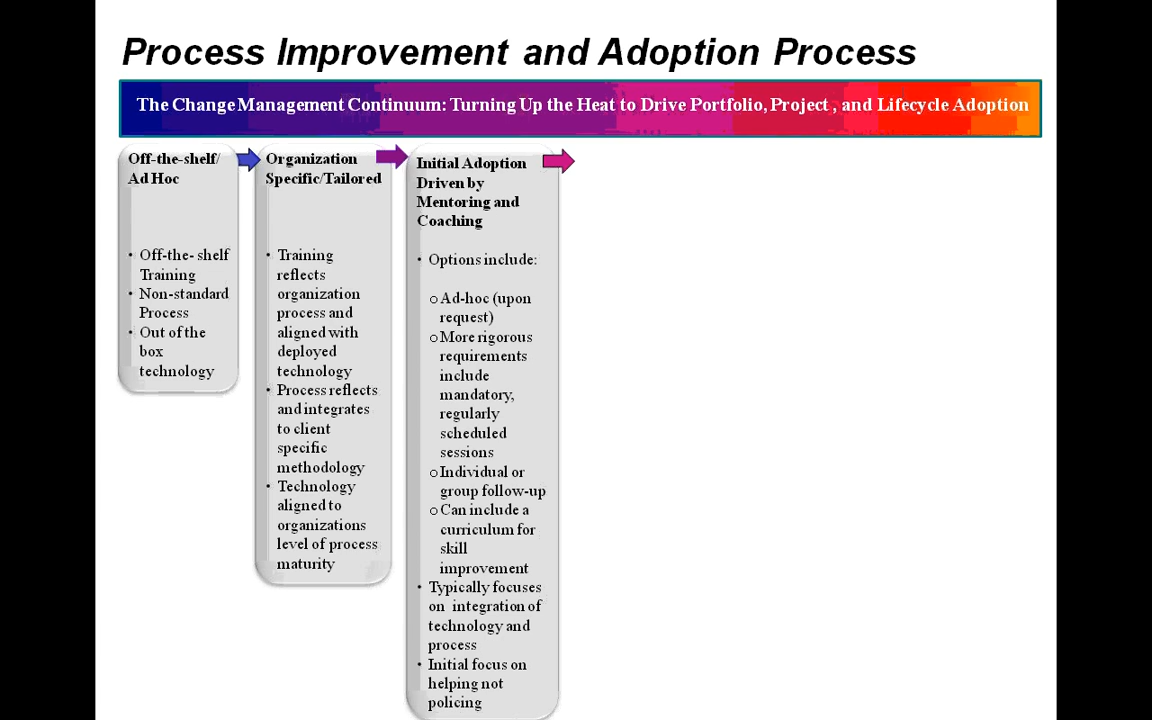 Process Improvement and Adoption Process
The Change Management Continuum: Turning Up the Heat to Drive Portfolio, Project , and Lifecycle Adoption
Off-the-shelf/
Ad Hoc
• Off-the- shelf
Training
• Non-standard
Process
• Out of the
box
technology
Organization
Specific/Tailored
• Training
reflects
organization
process and
aligned with
deployed
technology
• Process reflects
and integrates
to client
specific
methodology
• Technology
aligned to
organizations
level of process
maturity
Initial Adoption
Driven by
Mentoring and
Coaching
• Options include:
o Ad-hoc (upon
request)
o More rigorous
requirements
include
mandatory,
regularly
scheduled
sessions
o Individual or
group follow-up
o Can include a
curriculum for
skill
improvement
• Typically focuses
on integration of
technology and
process
• Initial focus on
helping not
policing